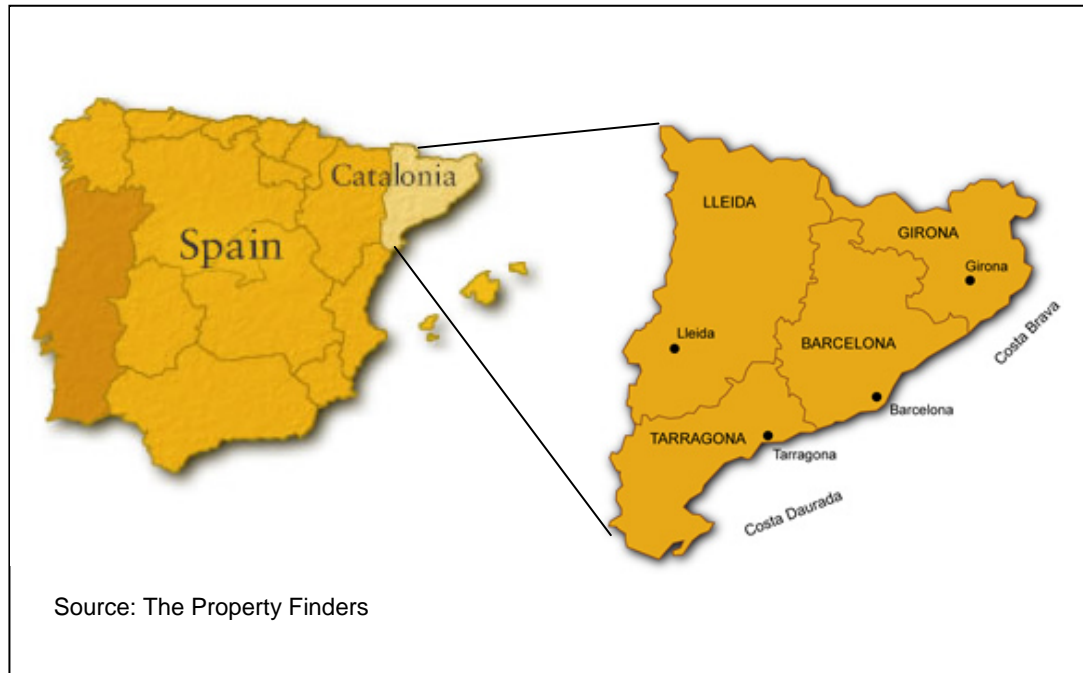 Catalonia
Spain
LLEIDA
GIRONA
Girona
Lleida
BARCELONA
Costa Brava
Barcelona
TARRAGONA
Tarragona
Costa Daurada
Source: The Property Finders